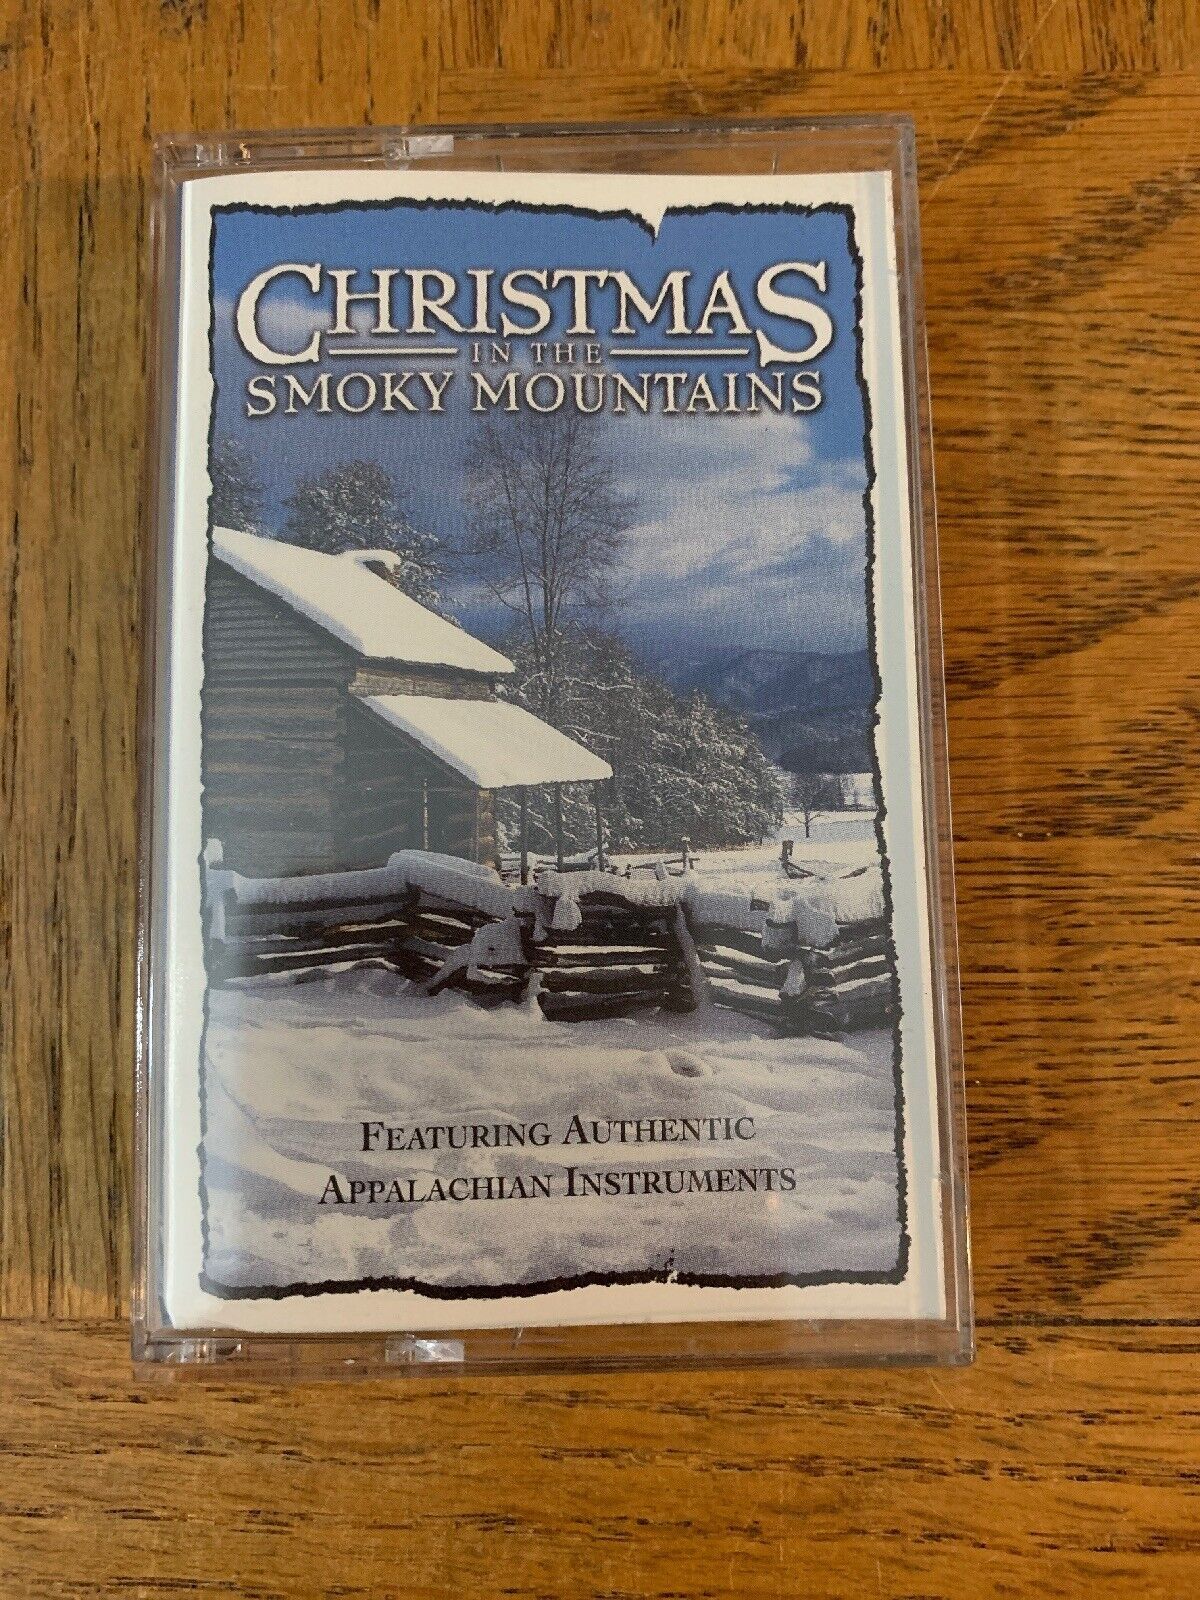 CHRISTMAS
IN THE
SMOKY MOUNTAINS
FEATURING AUTHENTIC
APPALACHIAN INSTRUMENTS